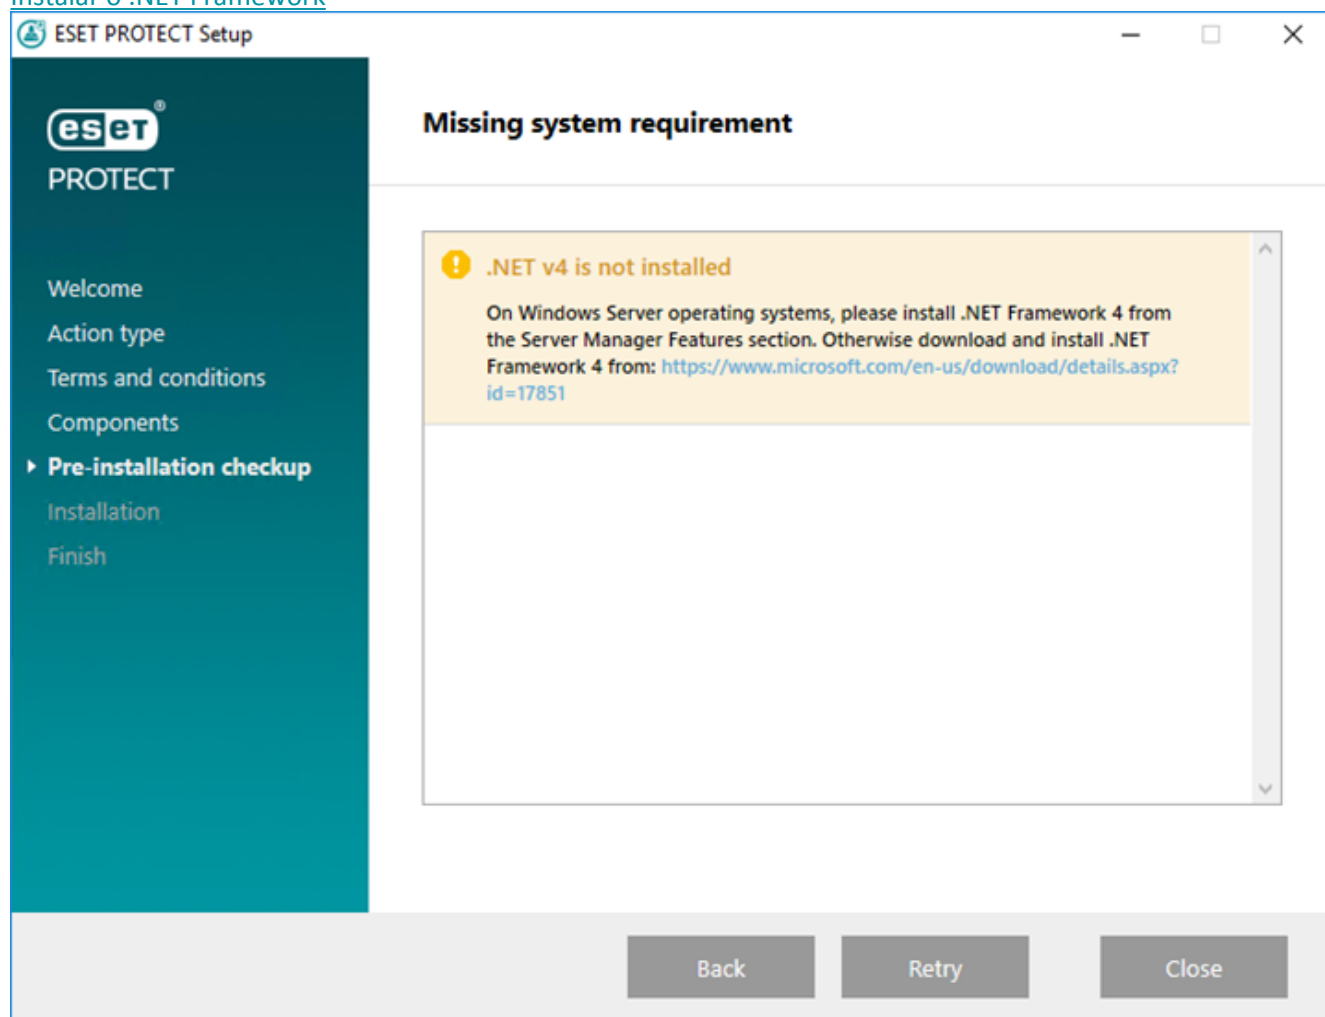 Instalar o .NET Framework
ESET PROTECT Setup
eseT®
PROTECT
Missing system requirement
Welcome
Action type
Terms and conditions
Components
Pre-installation checkup
Installation
Finish
.NET v4 is not installed
On Windows Server operating systems, please install .NET Framework 4 from
the Server Manager Features section. Otherwise download and install .NET
Framework 4 from: https://www.microsoft.com/en-us/download/details.aspx?
id=17851
Back
Retry
Close